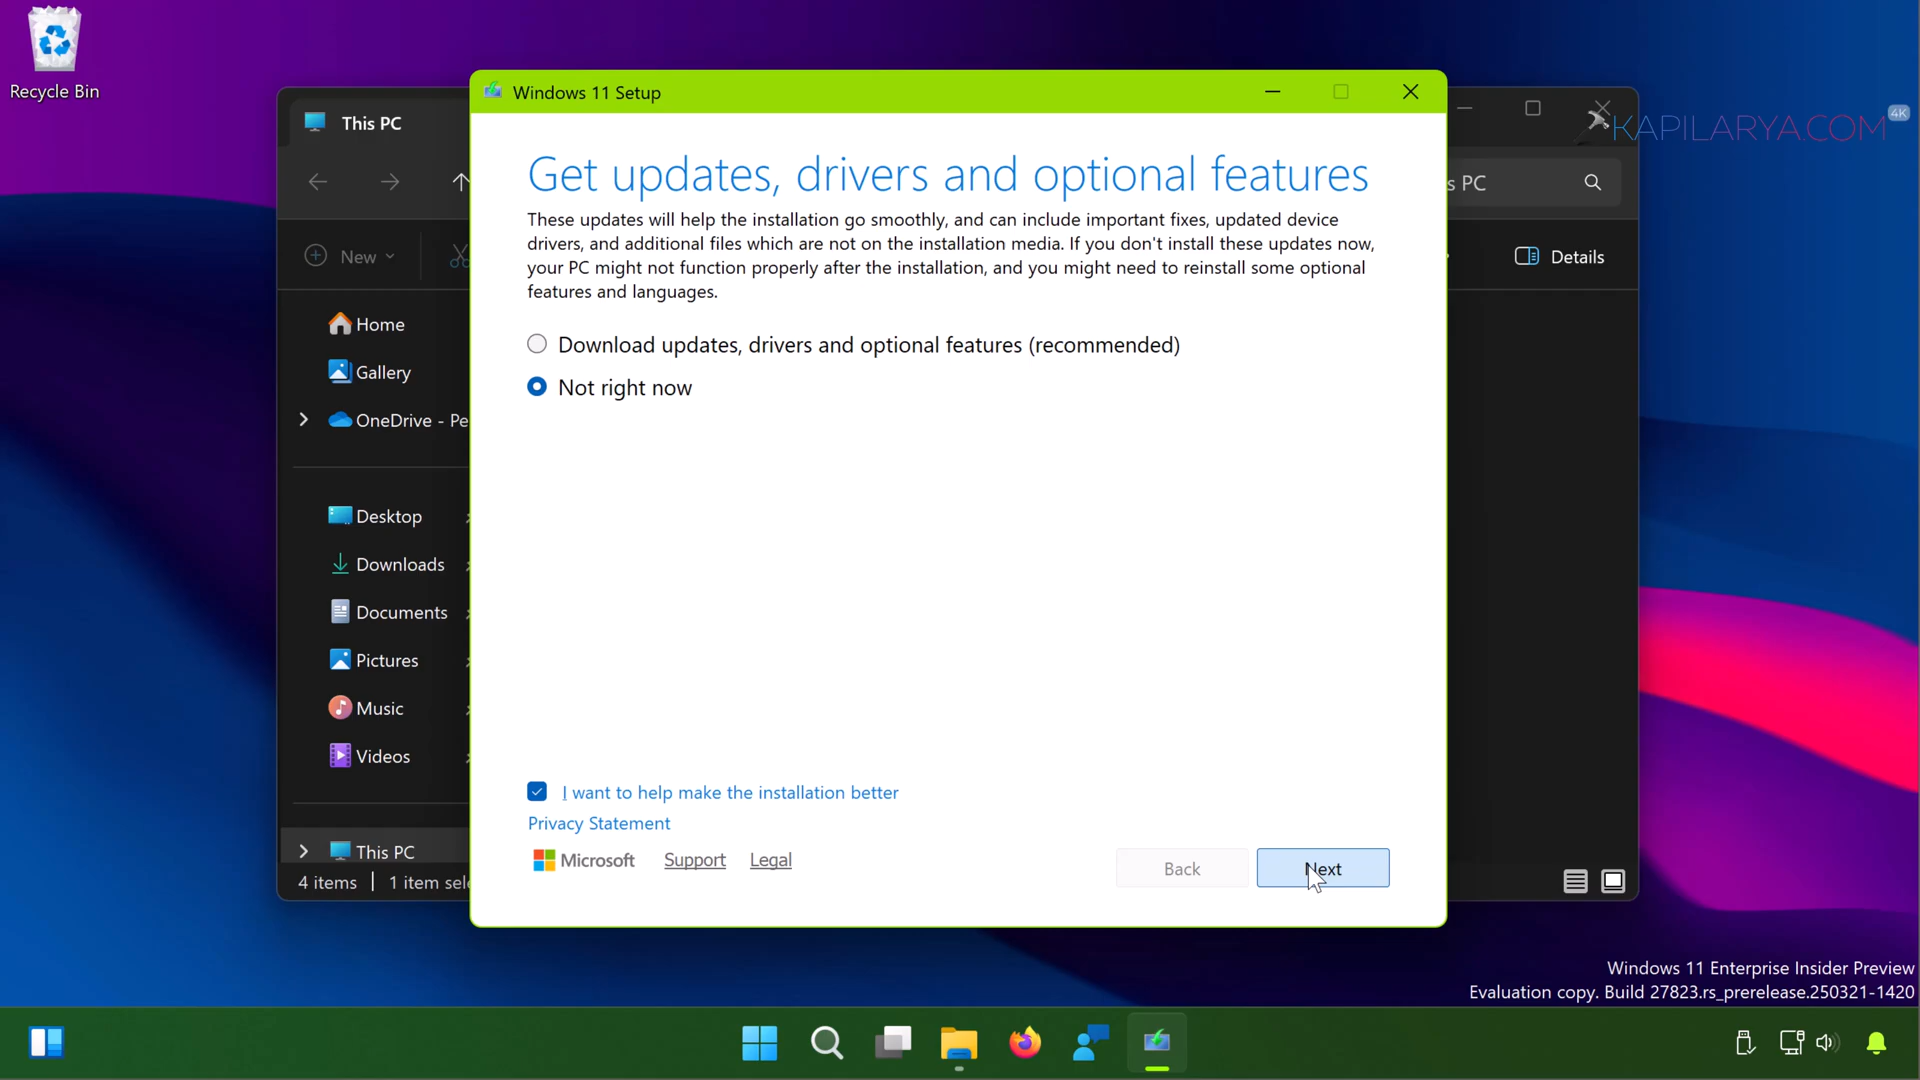 Recycle Bin
Windows 11 Setup
This PC
KAPILARYA.COM
4K
Get updates, drivers and optional features
s PC
These updates will help the installation go smoothly, and can include important fixes, updated device
drivers, and additional files which are not on the installation media. If you don't install these updates now,
your PC might not function properly after the installation, and you might need to reinstall some optional
features and languages.
New
Details
Home
Download updates, drivers and optional features (recommended)
Gallery
Not right now
OneDrive - Pe
Desktop
Downloads
Documents
Pictures
Music
Videos
I want to help make the installation better
Privacy Statement
This PC
Microsoft
Support
Legal
Back
Next
4 items
1 item sele
Windows 11 Enterprise Insider Preview
Evaluation copy. Build 27823.rs_prerelease.250321-1420